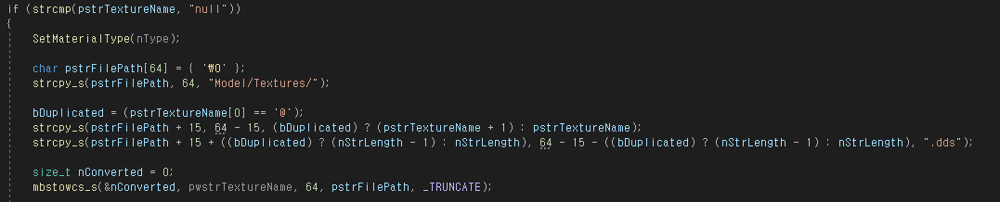 if (strcmp(pstrTextureName, "null"))
{
SetMaterialType(nType);
char pstrFilePath[64] = { '₩0' };
strcpy_s(pstrFilePath, 64, "Model/Textures/");
bDuplicated = (pstrTextureName[0] == '@');
strcpy_s(pstrFilePath + 15, 64 - 15, (bDuplicated) ? (pstrTextureName + 1) : pstrTextureName);
strcpy_s(pstrFilePath + 15 + ((bDuplicated) ? (nStrLength - 1) : nStrLength), 64 - 15 - ((bDuplicated) ? (nStrLength - 1) : nStrLength), ".dds");
size_t nConverted = 0;
mbstowcs_s(&nConverted, pwstrTextureName, 64, pstrFilePath, _TRUNCATE);